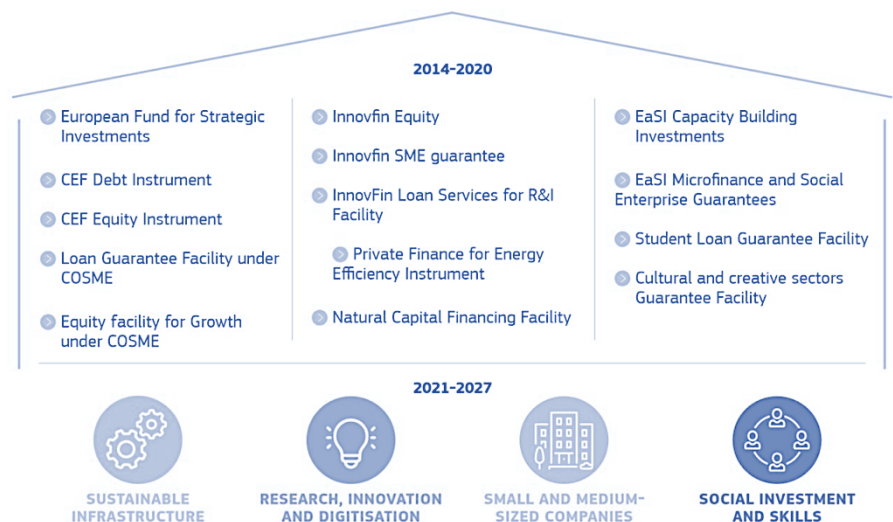 2014-2020
European Fund for Strategic
Investments
CEF Debt Instrument
CEF Equity Instrument
Loan Guarantee Facility under
COSME
Equity facility for Growth
under COSME
Innovfin Equity
Innovfin SME guarantee
InnovFin Loan Services for R&I
Facility
Private Finance for Energy
Efficiency Instrument
Natural Capital Financing Facility
EaSI Capacity Building
Investments
EaSI Microfinance and Social
Enterprise Guarantees
Student Loan Guarantee Facility
Cultural and creative sectors
Guarantee Facility
2021-2027
SUSTAINABLE
INFRASTRUCTURE
RESEARCH, INNOVATION
AND DIGITISATION
SMALL AND MEDIUM-
SIZED COMPANIES
SOCIAL INVESTMENT
AND SKILLS